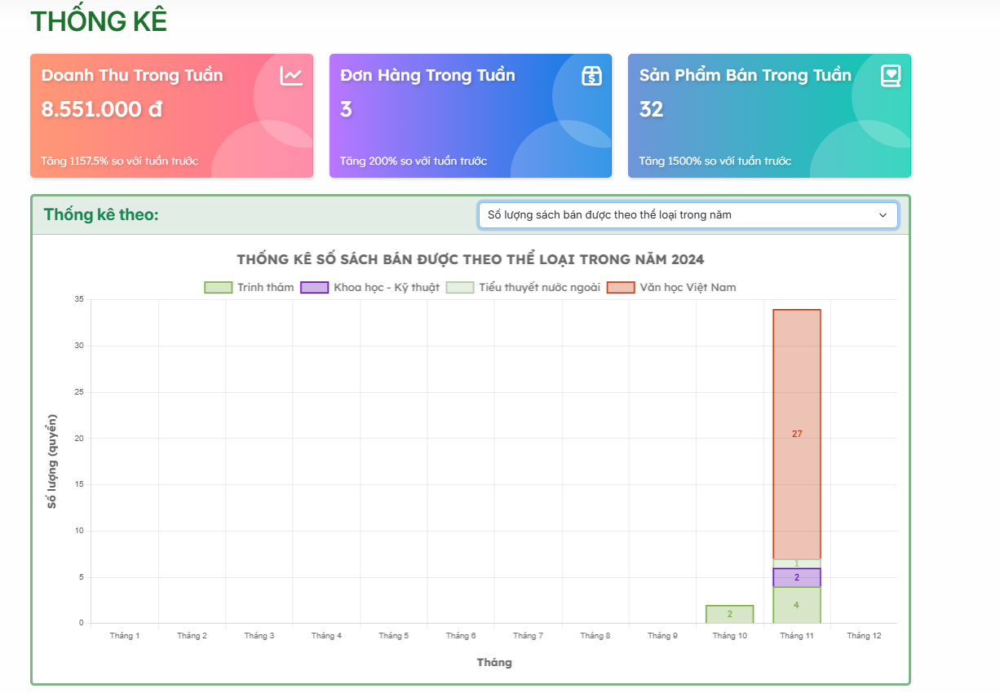 THỐNG KÊ
Doanh Thu Trong Tuần
8.551.000 đ
Tăng 1157.5% so với tuần trước
Đơn Hàng Trong Tuần
3
Tăng 200% so với tuần trước
Sản Phẩm Bán Trong Tuần
32
Tăng 1500% so với tuần trước
Thống kê theo:
Số lượng sách bán được theo thể loại trong năm
THỐNG KÊ SỐ SÁCH BÁN ĐƯỢC THEO THỂ LOẠI TRONG NĂM 2024
Trinh thám Khoa học - Kỹ thuật Tiểu thuyết nước ngoài Văn học Việt Nam
Số lượng (quyển)
35
30
25
20
15
10
5
0
27
1
2
4
2
Tháng 1 Tháng 2 Tháng 3 Tháng 4 Tháng 5 Tháng 6 Tháng 7 Tháng 8 Tháng 9 Tháng 10 Tháng 11 Tháng 12
Tháng